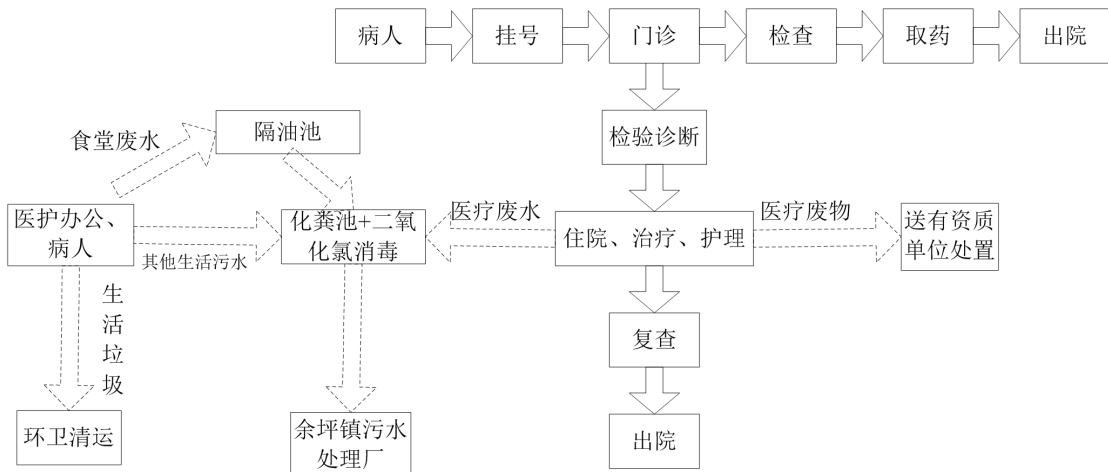 病人
挂号
门诊
检查
取药
出院
检验诊断
食堂废水
隔油池
医护办公、
病人
其他生活污水
化粪池+二氧
化氯消毒
医疗废水
住院、治疗、护理
医疗废物
送有资质
单位处置
生
活
垃
圾
复查
环卫清运
余坪镇污水
处理厂
出院